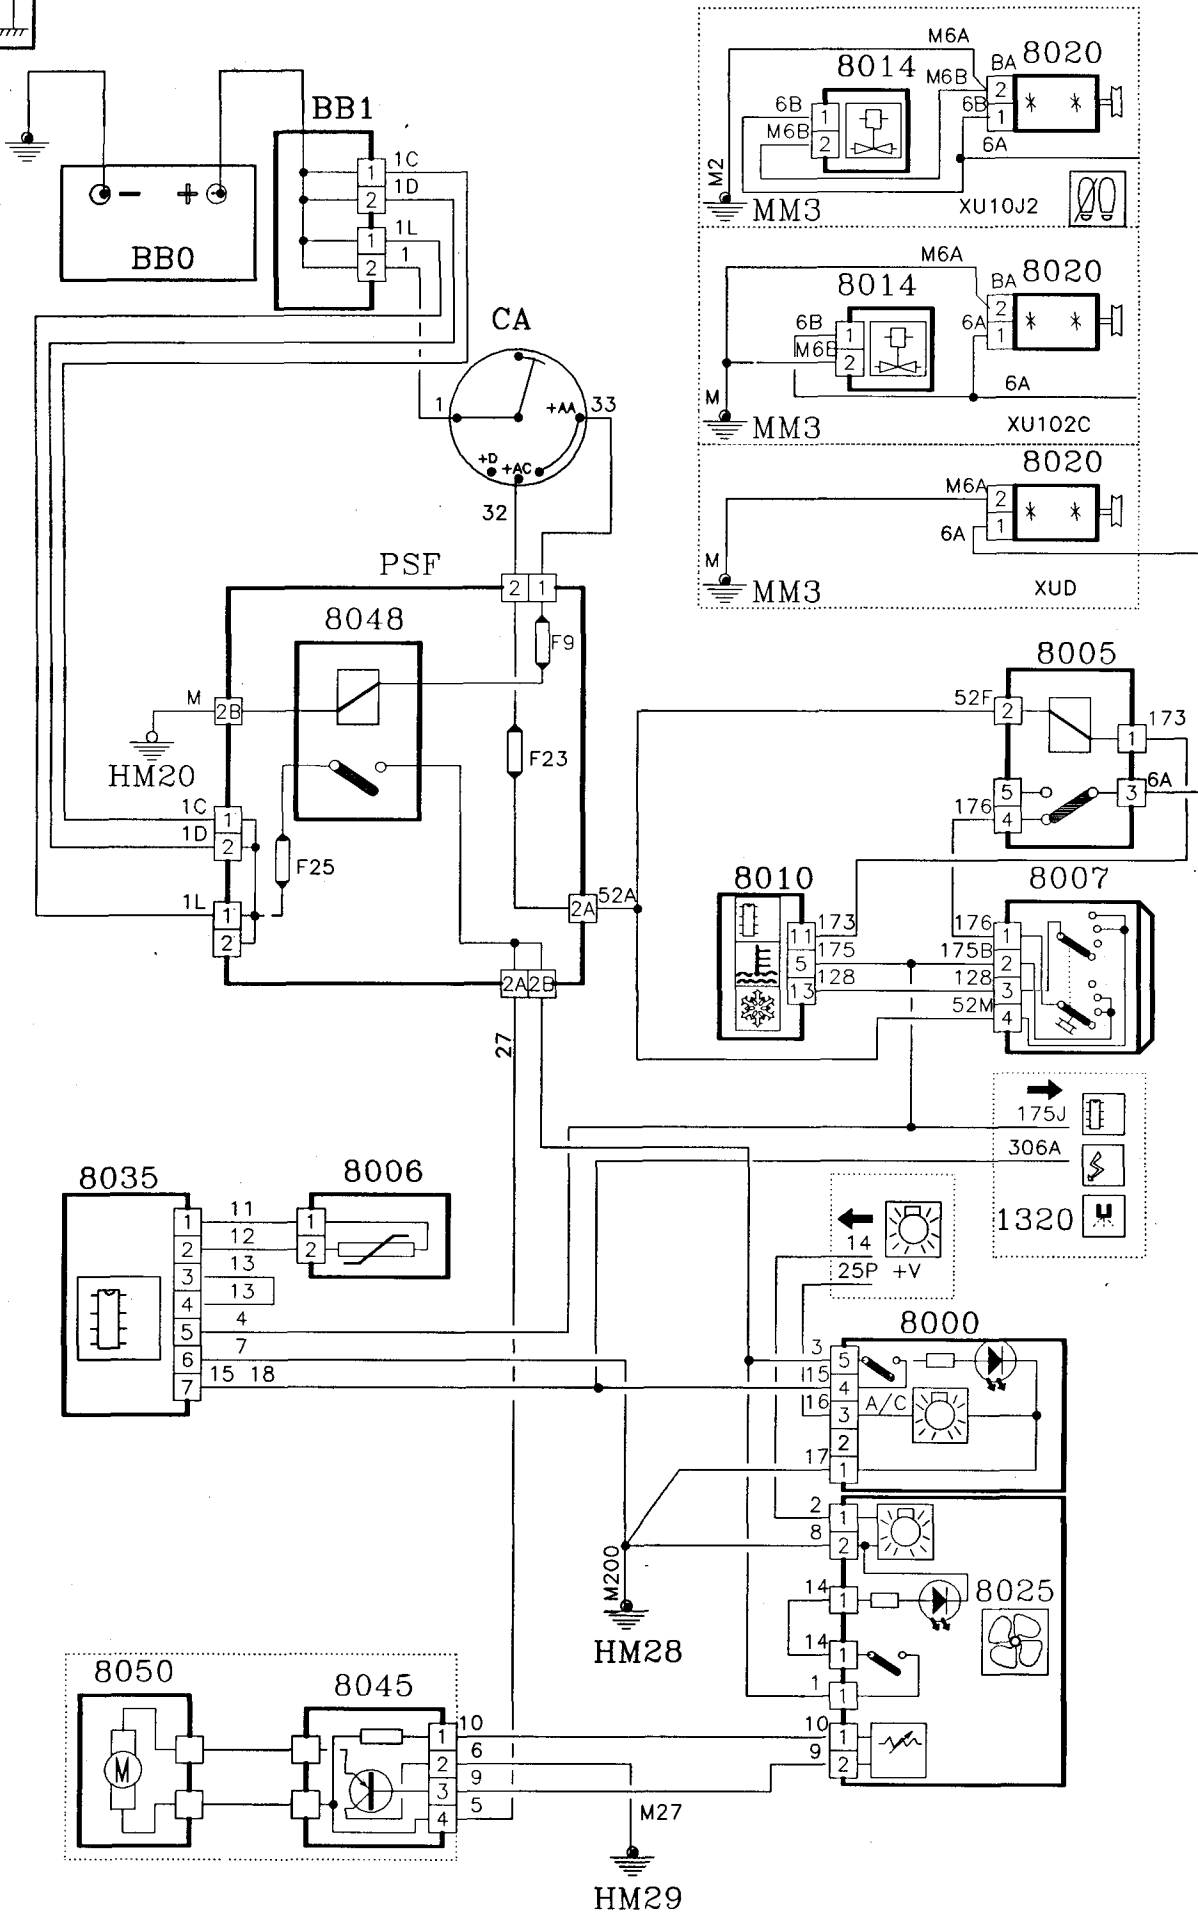 M6A
8014
M6B
BA
8020
6B
1
M6B
2
2
6B
1
6A
M2
MM3
XU10J2
M6A
8014
BA
8020
6B
1
M6B
2
2
6A
1
6A
M
MM3
XU102C
8020
M6A
2
1
6A
M
MM3
XUD
BB1
− +
BB0
1 1C
2 1D
1 1L
2 1
CA
1
+AA
33
+D
+AC
32
PSF
2 1
8048
F9
M
2B
HM20
F23
1C
1
1D
2
F25
1L
1
2
2A
52A
2A 2B
27
8005
52F
2
1
173
5
3
6A
176
4
8010
8007
11 173
5 175
13 128
176 1
175B 2
128 3
52M 4
175J
306A
1320
14
25P +V
8035
8006
1 11 1
2 12 2
3 13
4 13
5 4
6 7
7 15 18
8000
3 5
15 4
16 3 A/C
2
17 1
2 1
8 2
14 1
8025
14 1
1 1
10 1
9 2
M200
HM28
8050
8045
M
1 10
2 6
3 9
4 5
M27
HM29